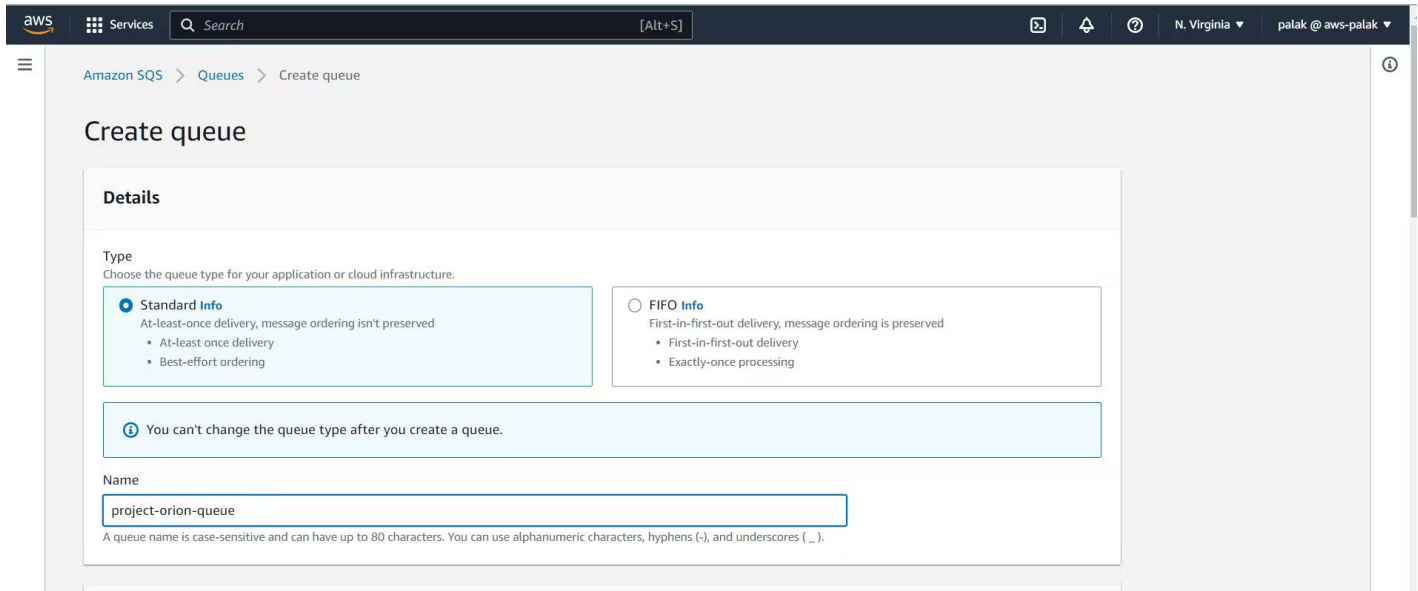 aws Services Search [Alt+S] N. Virginia ▼ palak @ aws-palak ▼
Amazon SQS > Queues > Create queue
Create queue
Details
Type
Choose the queue type for your application or cloud infrastructure.
Standard Info
At-least-once delivery, message ordering isn't preserved
• At-least once delivery
• Best-effort ordering
FIFO Info
First-in-first-out delivery, message ordering is preserved
• First-in-first-out delivery
• Exactly-once processing
You can't change the queue type after you create a queue.
Name
project-orion-queue
A queue name is case-sensitive and can have up to 80 characters. You can use alphanumeric characters, hyphens (-), and underscores ( _ ).